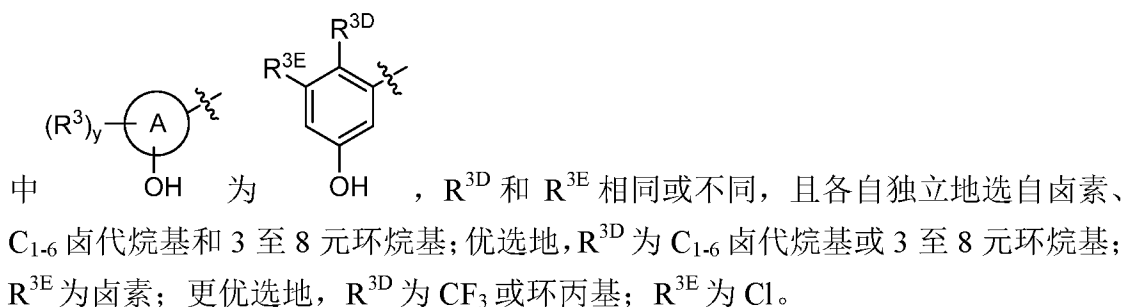 R3D
R3E
(R3)y A
OH OH
中 为 ，R3D 和 R3E 相同或不同，且各自独立地选自卤素、
C1-6 卤代烷基和 3 至 8 元环烷基；优选地，R3D 为 C1-6 卤代烷基或 3 至 8 元环烷基；
R3E 为卤素；更优选地，R3D 为 CF3 或环丙基；R3E 为 Cl。